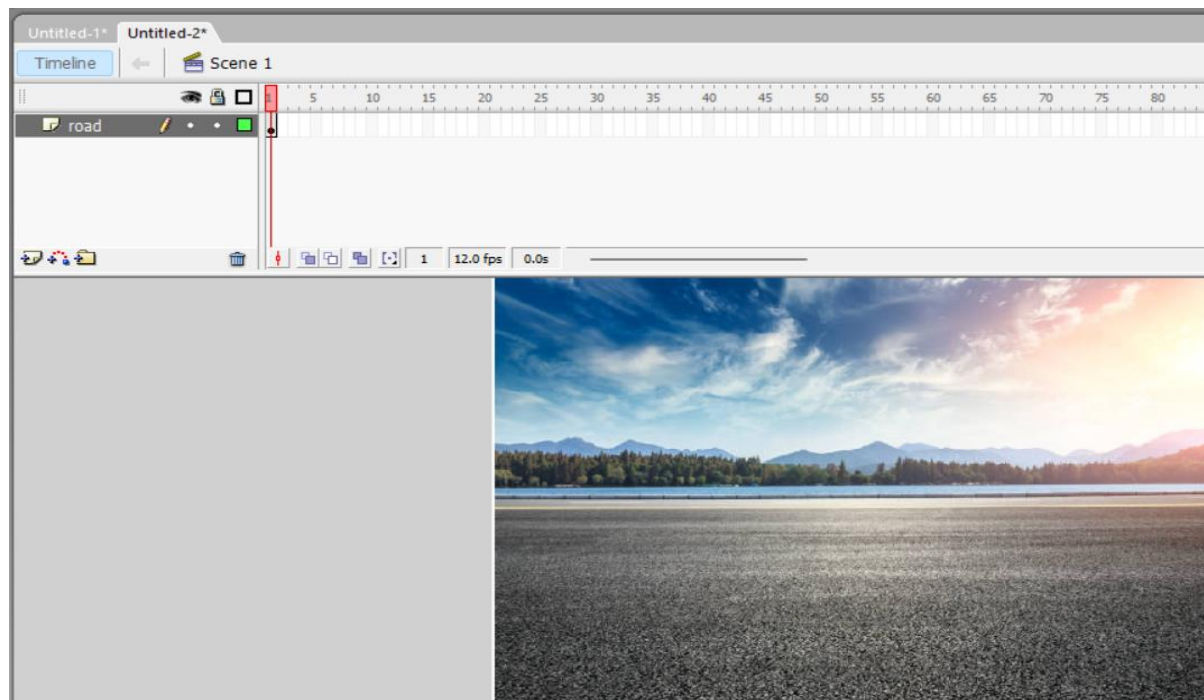 Untitled-1* Untitled-2*
Timeline Scene 1
1 5 10 15 20 25 30 35 40 45 50 55 60 65 70 75 80
road
1 12.0 fps 0.0s